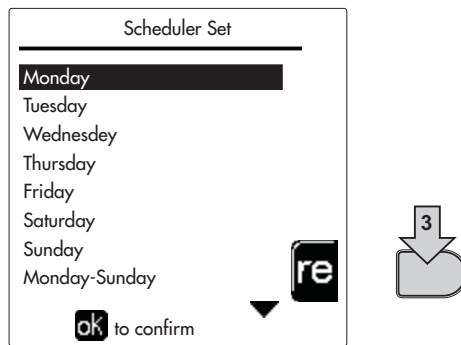 Scheduler Set
Monday
Tuesday
Wednesdey
Thursday
Friday
Saturday
Sunday
Monday-Sunday
re
ok to confirm
3